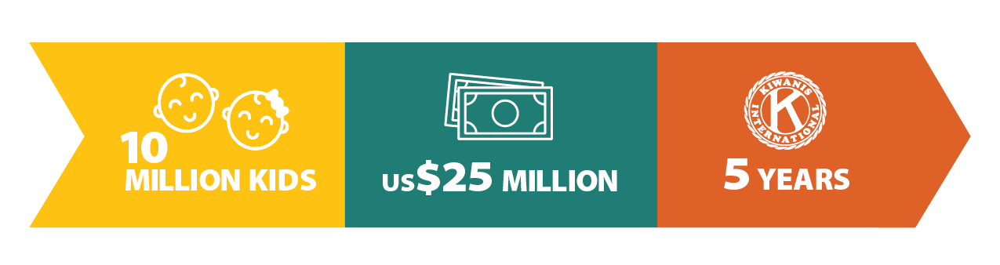 10
MILLION KIDS
US$25 MILLION
KIWANIS
INTERNATIONAL
K
5 YEARS